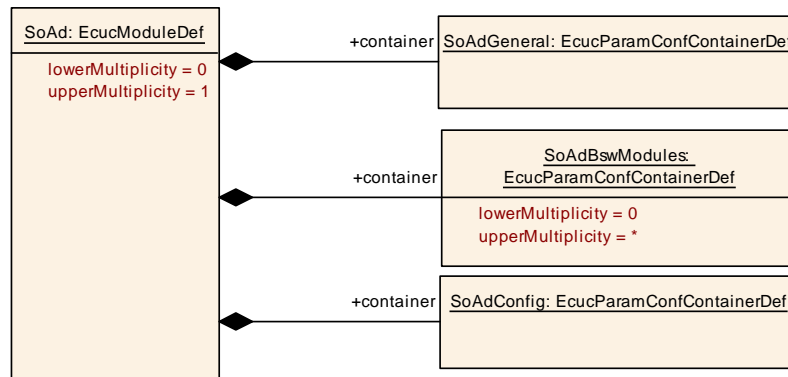 SoAd: EcucModuleDef
lowerMultiplicity = 0
upperMultiplicity = 1
+container
SoAdGeneral: EcucParamConfContainerDef
+container
SoAdBswModules:
EcucParamConfContainerDef
lowerMultiplicity = 0
upperMultiplicity = *
+container
SoAdConfig: EcucParamConfContainerDef